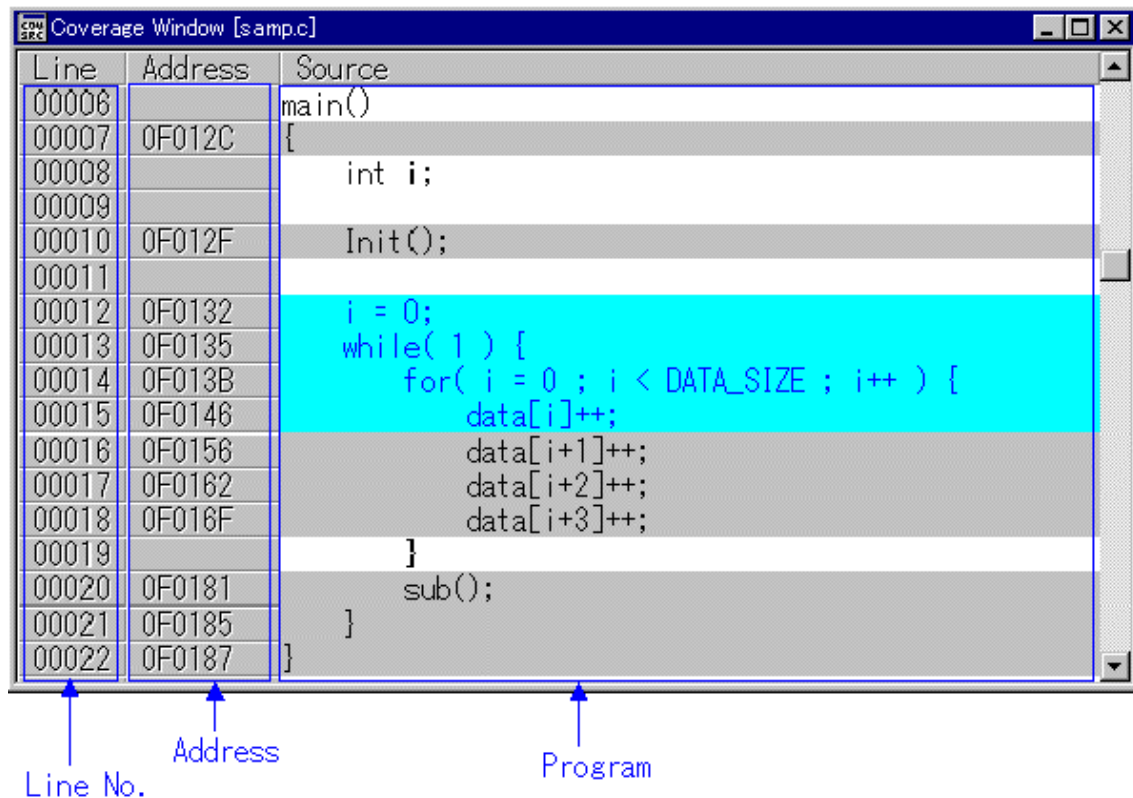 COV SRC Coverage Window [samp.c]
Line Address Source
00006 main()
00007 0F012C {
00008 int i;
00009
00010 0F012F Init();
00011
00012 0F0132 i = 0;
00013 0F0135 while( 1 ) {
00014 0F013B for( i = 0 ; i < DATA_SIZE ; i++ ) {
00015 0F0146 data[i]++;
00016 0F0156 data[i+1]++;
00017 0F0162 data[i+2]++;
00018 0F016F data[i+3]++;
00019 }
00020 0F0181 sub();
00021 0F0185 }
00022 0F0187 }
Line No. Address Program